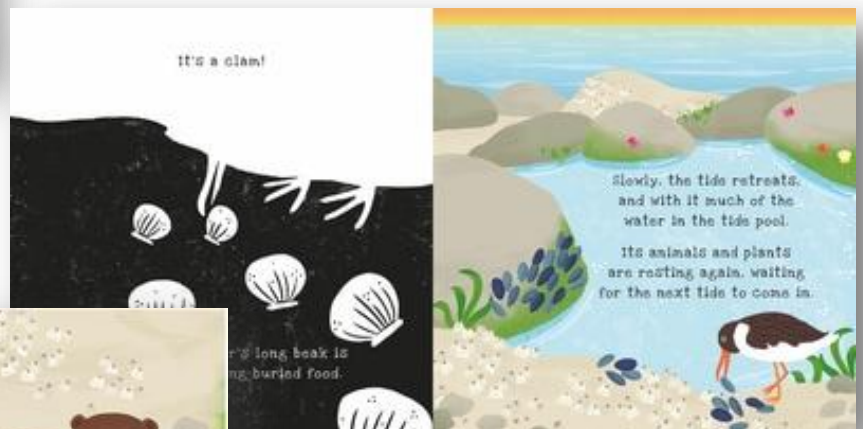 It's a clam!
r's long beak is
ng buried food.
Slowly, the tide retreats,
and with it much of the
water in the tide pool.
Its animals and plants
are resting again, waiting
for the next tide to come in.